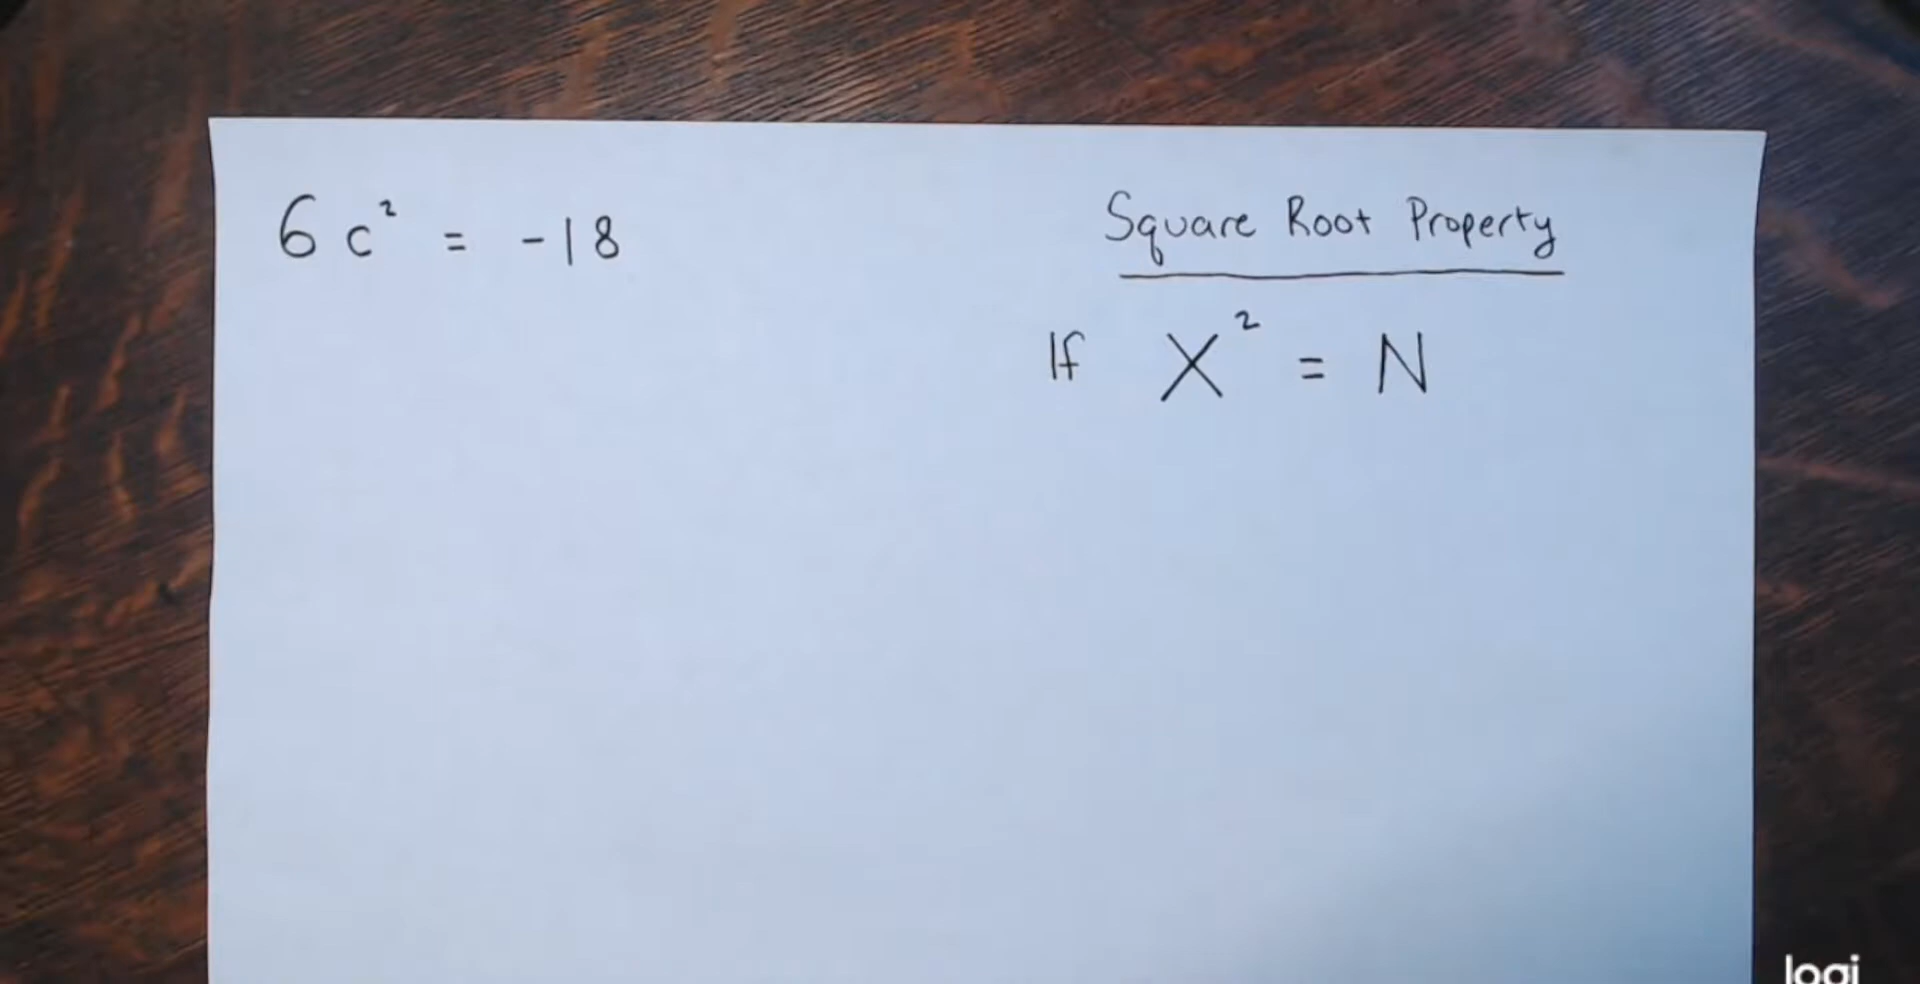 6c² = -18
Square Root Property
If X² = N
logi